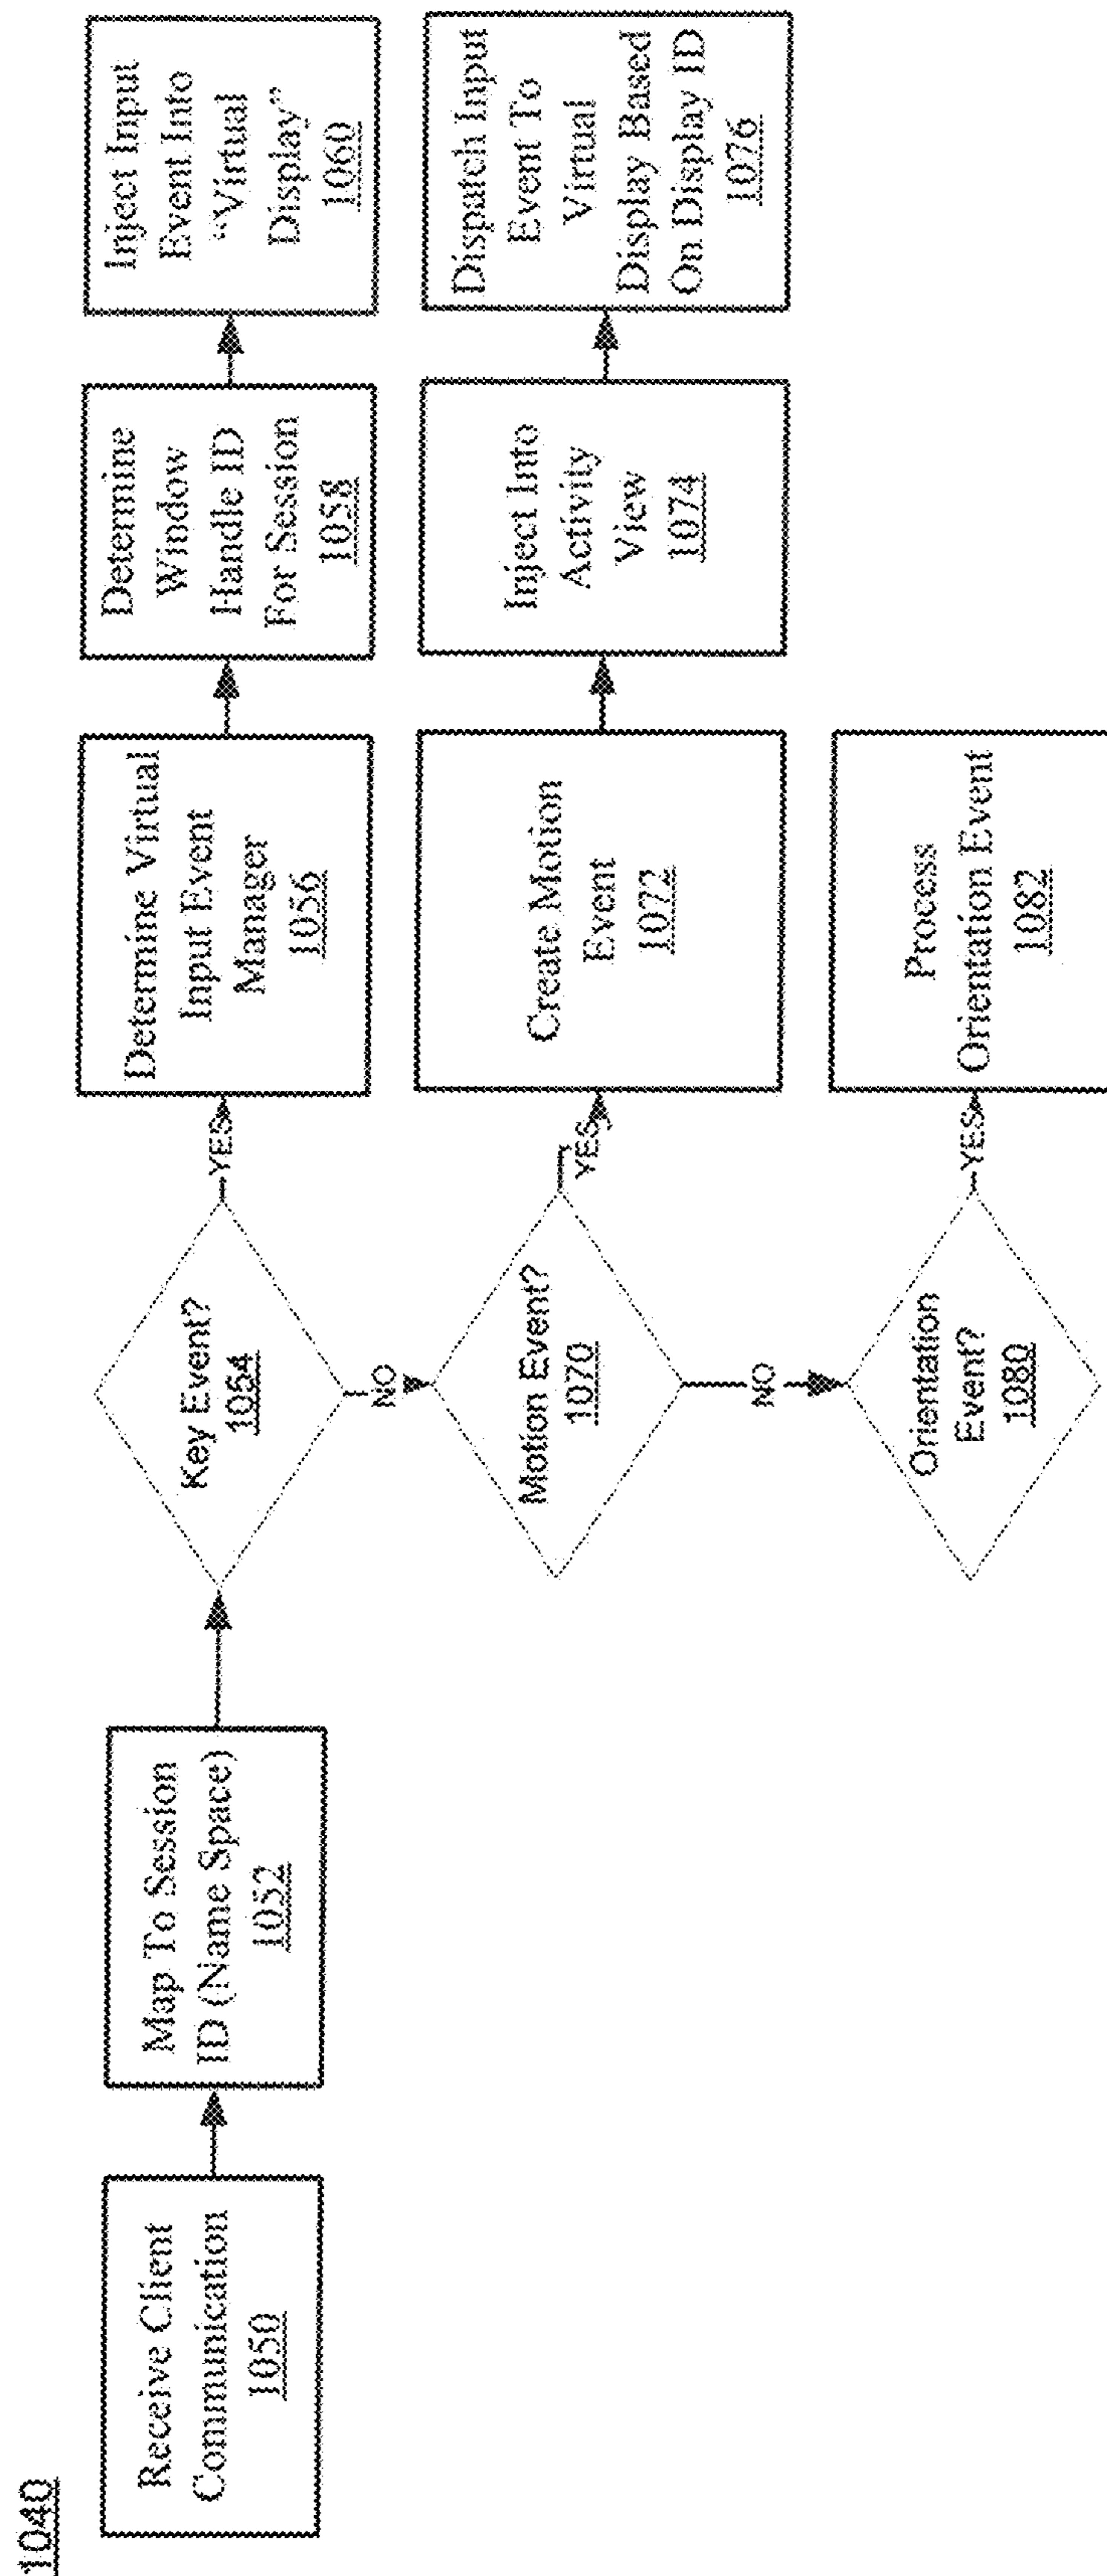 1040
Receive Client
Communication
1050
Map To Session
ID (Name Space)
1052
Key Event?
1054
YES
Determine Virtual
Input Event
Manager
1056
Determine
Window
Handle ID
For Session
1058
Inject Input
Event Into
“Virtual
Display”
1060
NO
Motion Event?
1070
YES
Create Motion
Event
1072
Inject Into
Activity
View
1074
Dispatch Input
Event To
Virtual
Display Based
On Display ID
1076
NO
Orientation
Event?
1080
YES
Process
Orientation Event
1082